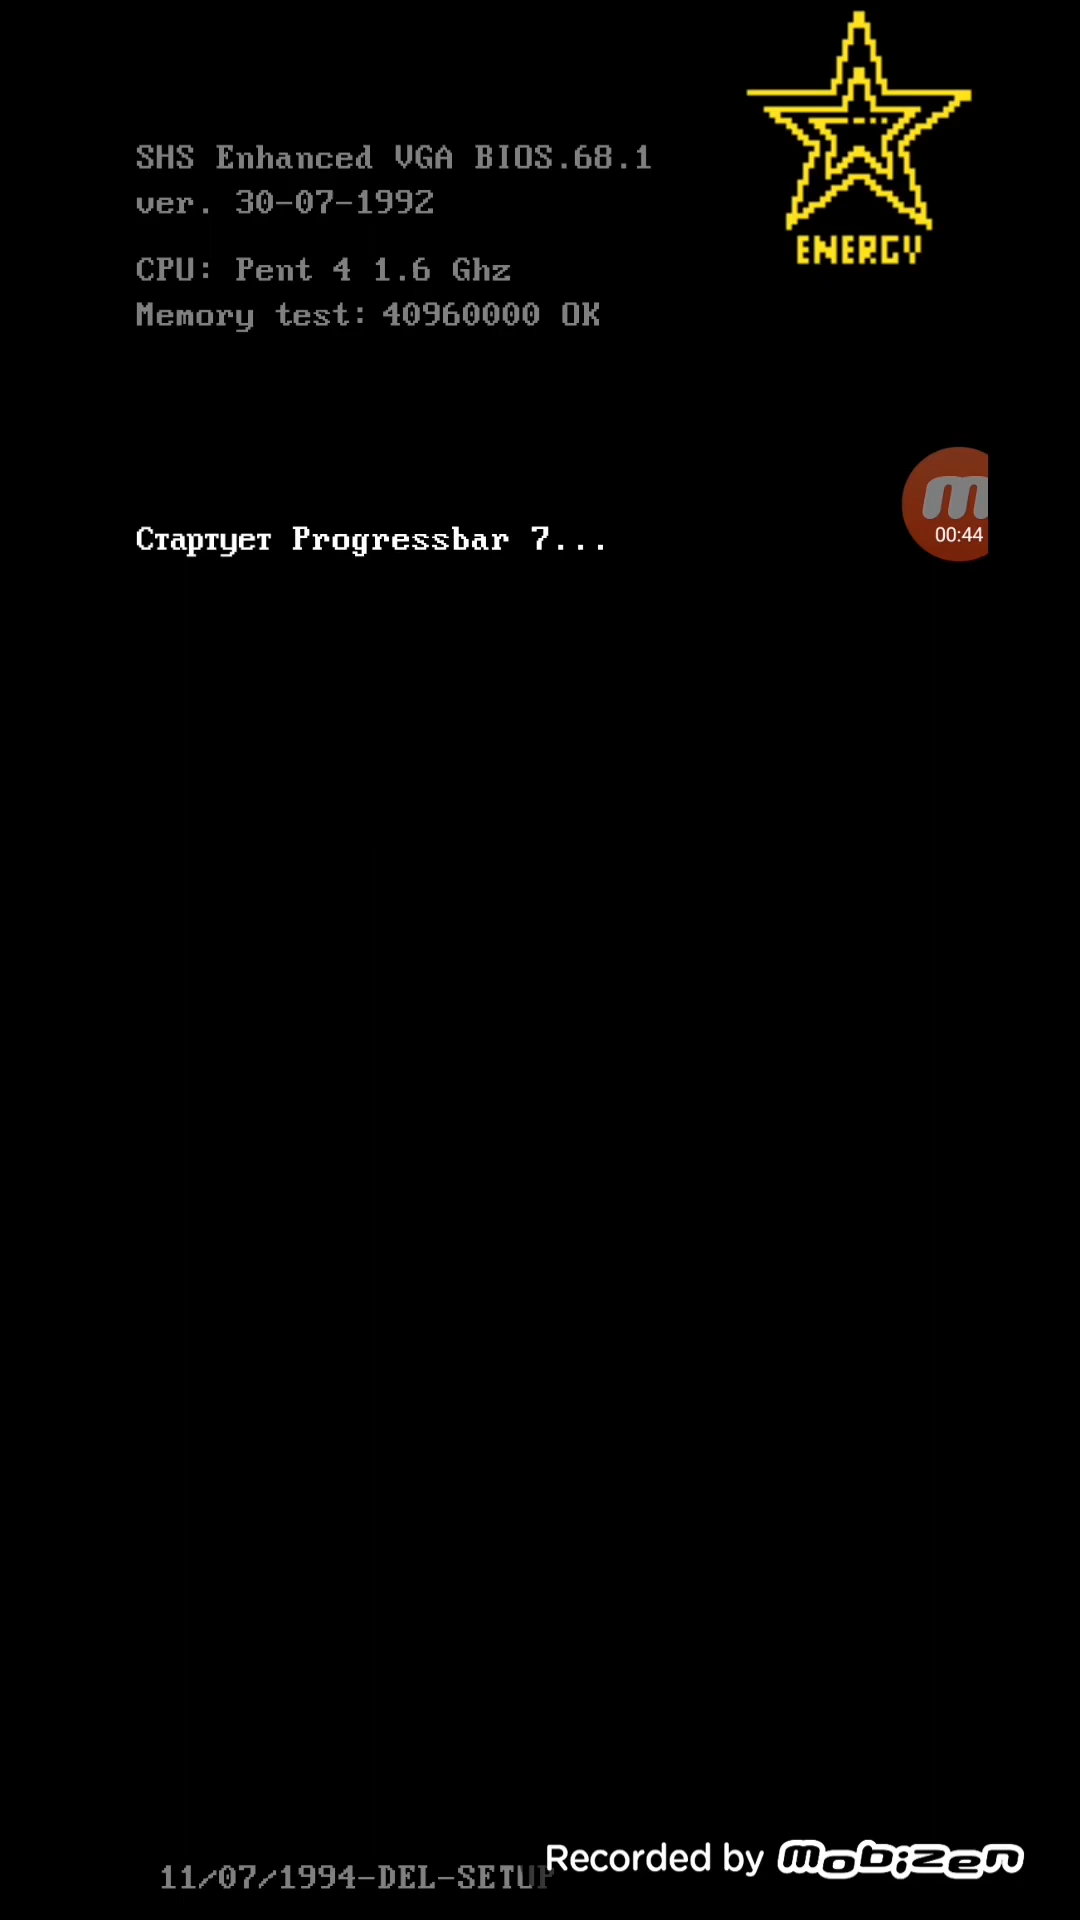 ENERGY
SHS Enhanced VGA BIOS.68.1
ver. 30-07-1992
CPU: Pent 4 1.6 Ghz
Memory test: 40960000 OK
m
00:44
Стартует Progressbar 7...
Recorded by mobizen
11/07/1994-DEL-SETUP